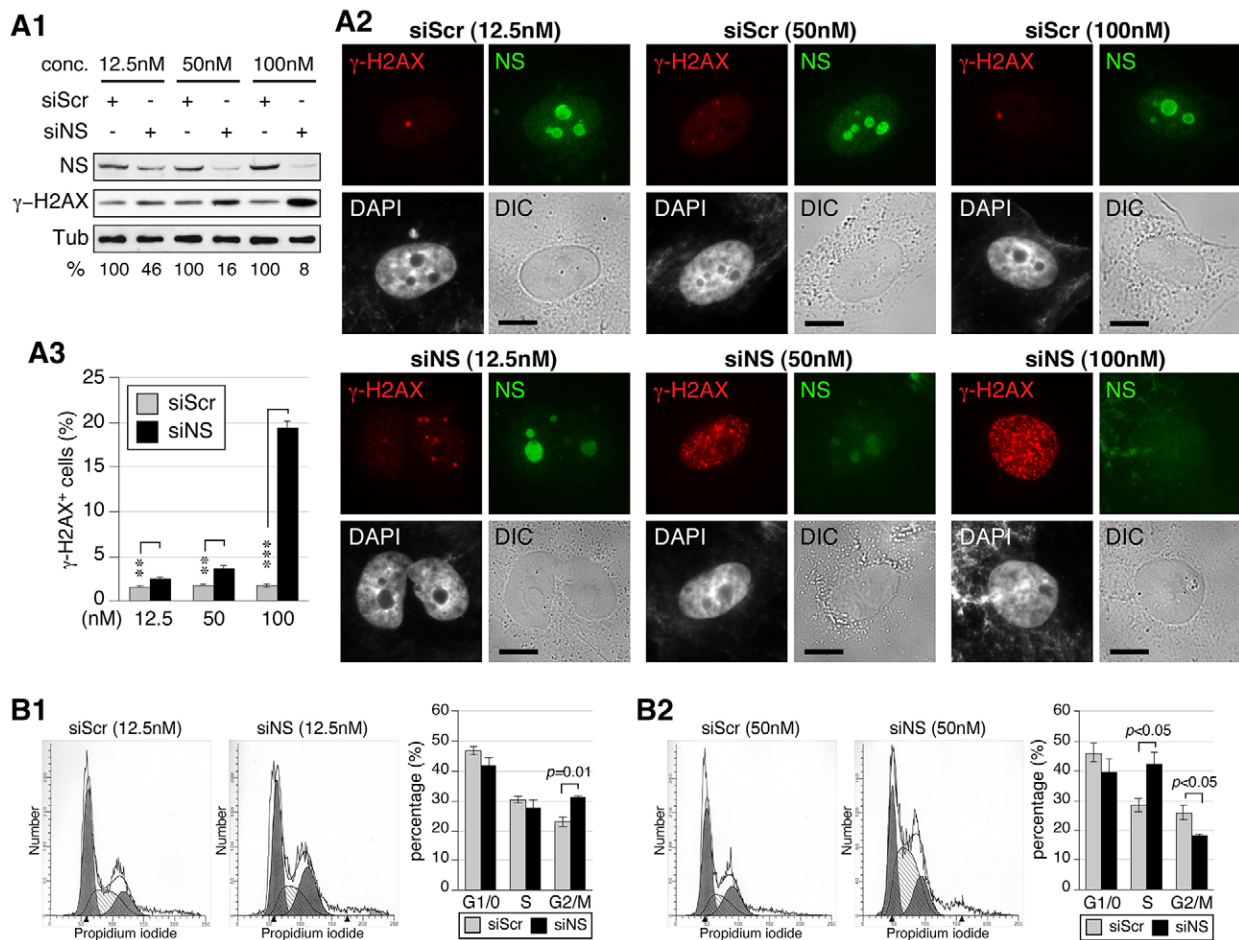 A1
conc. 12.5nM 50nM 100nM
siScr + - + - + -
siNS - + - + - +
NS
γ-H2AX
Tub
% 100 46 100 16 100 8
A2
siScr (12.5nM) siScr (50nM) siScr (100nM)
γ-H2AX NS γ-H2AX NS γ-H2AX NS
DAPI DIC DAPI DIC DAPI DIC
siNS (12.5nM) siNS (50nM) siNS (100nM)
γ-H2AX NS γ-H2AX NS γ-H2AX NS
DAPI DIC DAPI DIC DAPI DIC
A3
γ-H2AX+ cells (%)
25
20
15
10
5
0
siScr
siNS
** ** ***
(nM) 12.5 50 100
B1
siScr (12.5nM) siNS (12.5nM)
Number
Propidium iodide
Number
Propidium iodide
percentage (%)
60
50
40
30
20
10
0
p=0.01
G1/0 S G2/M
siScr siNS
B2
siScr (50nM) siNS (50nM)
Number
Propidium iodide
Number
Propidium iodide
percentage (%)
60
50
40
30
20
10
0
p<0.05
p<0.05
G1/0 S G2/M
siScr siNS